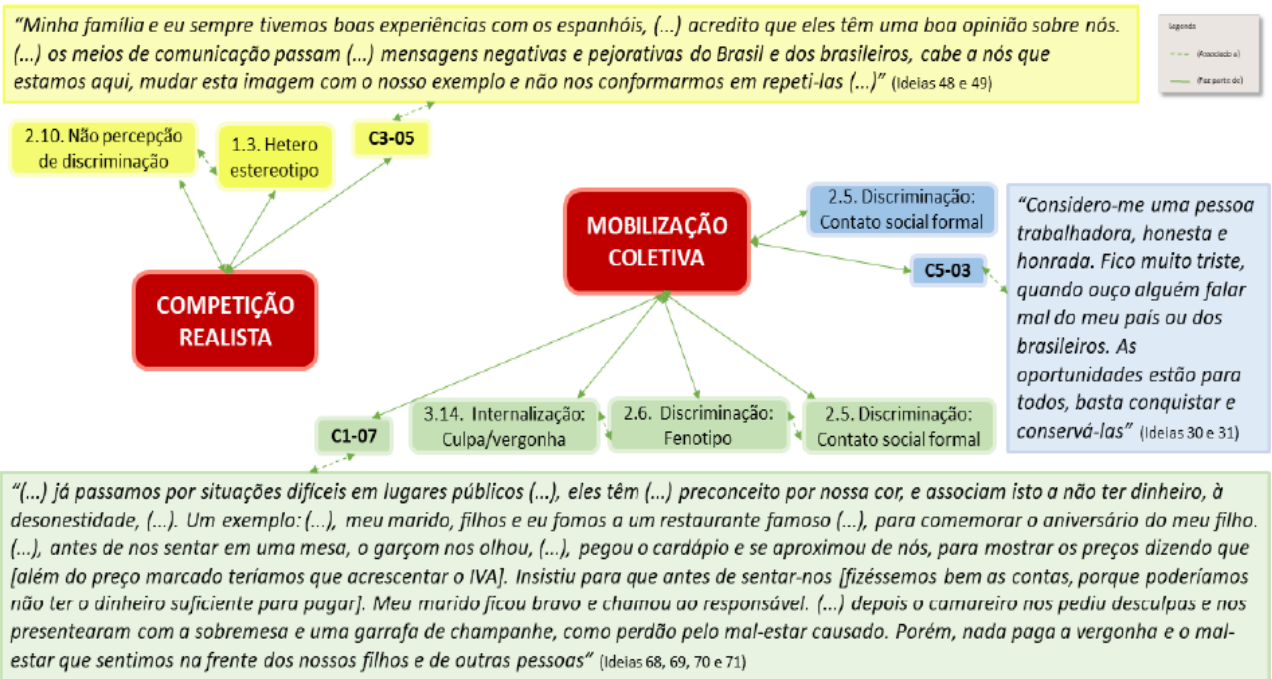 “Minha família e eu sempre tivemos boas experiências com os espanhóis, (...) acredito que eles têm uma boa opinião sobre nós.
(...) os meios de comunicação passam (...) mensagens negativas e pejorativas do Brasil e dos brasileiros, cabe a nós que
estamos aqui, mudar esta imagem com o nosso exemplo e não nos conformarmos em repeti-las (...)” (Ideias 48 e 49)
Legenda
(Associado a)
(Faz parte de)
2.10. Não percepção
de discriminação
1.3. Hetero
estereotipo
C3-05
COMPETIÇÃO
REALISTA
MOBILIZAÇÃO
COLETIVA
2.5. Discriminação:
Contato social formal
C5-03
“Considero-me uma pessoa
trabalhadora, honesta e
honrada. Fico muito triste,
quando ouço alguém falar
mal do meu país ou dos
brasileiros. As
oportunidades estão para
todos, basta conquistar e
conservá-las” (Ideias 30 e 31)
C1-07
3.14. Internalização:
Culpa/vergonha
2.6. Discriminação:
Fenotipo
2.5. Discriminação:
Contato social formal
“(...) já passamos por situações difíceis em lugares públicos (...), eles têm (...) preconceito por nossa cor, e associam isto a não ter dinheiro, à
desonestidade, (...). Um exemplo: (...), meu marido, filhos e eu fomos a um restaurante famoso (...), para comemorar o aniversário do meu filho.
(...), antes de nos sentar em uma mesa, o garçom nos olhou, (...), pegou o cardápio e se aproximou de nós, para mostrar os preços dizendo que
[além do preço marcado teríamos que acrescentar o IVA]. Insistiu para que antes de sentar-nos [fizéssemos bem as contas, porque poderíamos
não ter o dinheiro suficiente para pagar]. Meu marido ficou bravo e chamou ao responsável. (...) depois o camareiro nos pediu desculpas e nos
presentearam com a sobremesa e uma garrafa de champanhe, como perdão pelo mal-estar causado. Porém, nada paga a vergonha e o mal-
estar que sentimos na frente dos nossos filhos e de outras pessoas” (Ideias 68, 69, 70 e 71)